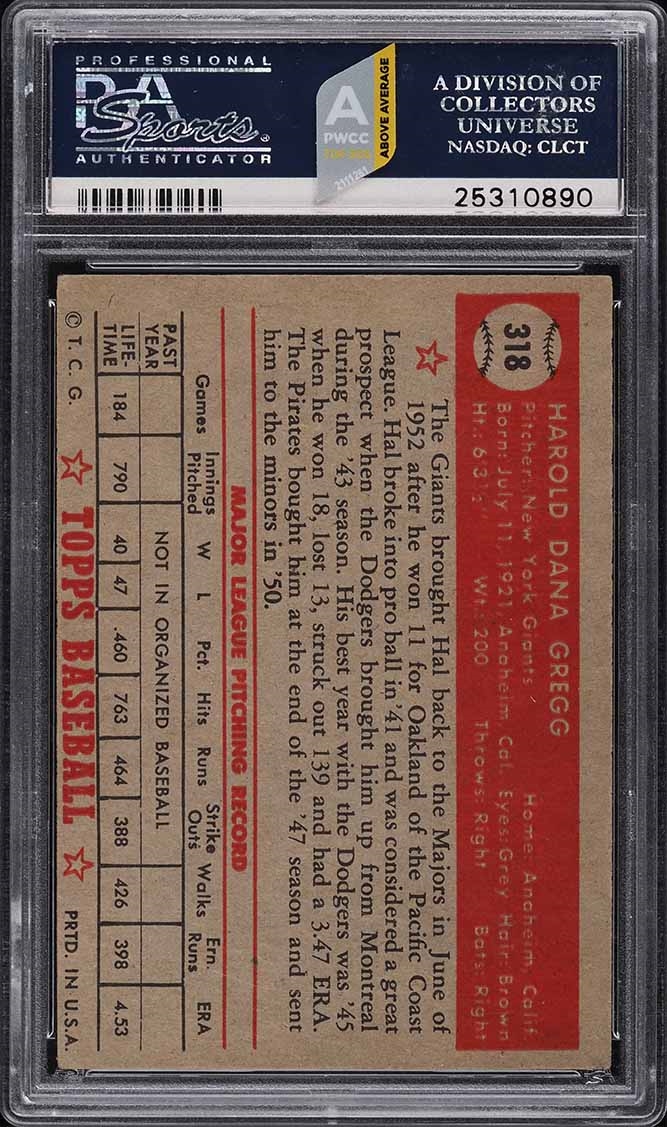 PROFESSIONAL
PSA
Sports
AUTHENTICATOR
A
PWCC
TOP 30%
ABOVE AVERAGE
2111261
A DIVISION OF
COLLECTORS
UNIVERSE
NASDAQ: CLCT
25310890
318
HAROLD DANA GREGG
Pitcher: New York Giants Home: Anaheim, Calif.
Born: July 11, 1921, Anaheim, Cal. Eyes: Grey Hair: Brown
Ht.: 6'3½" Wt.: 200 Throws: Right Bats: Right
The Giants brought Hal back to the Majors in June of
1952 after he won 11 for Oakland of the Pacific Coast
League. Hal broke into pro ball in '41 and was considered a great
prospect when the Dodgers brought him up from Montreal
during the '43 season. His best year with the Dodgers was '45
when he won 18, lost 13, struck out 139 and had a 3.47 ERA.
The Pirates bought him at the end of the '47 season and sent
him to the minors in '50.
MAJOR LEAGUE PITCHING RECORD
Games Innings Pitched W L Pct. Hits Runs Strike Outs Walks Ern. Runs ERA
PAST YEAR NOT IN ORGANIZED BASEBALL
LIFE-TIME 184 790 40 47 .460 763 464 388 426 398 4.53
© T. C. G. TOPPS BASEBALL PRTD. IN U.S.A.